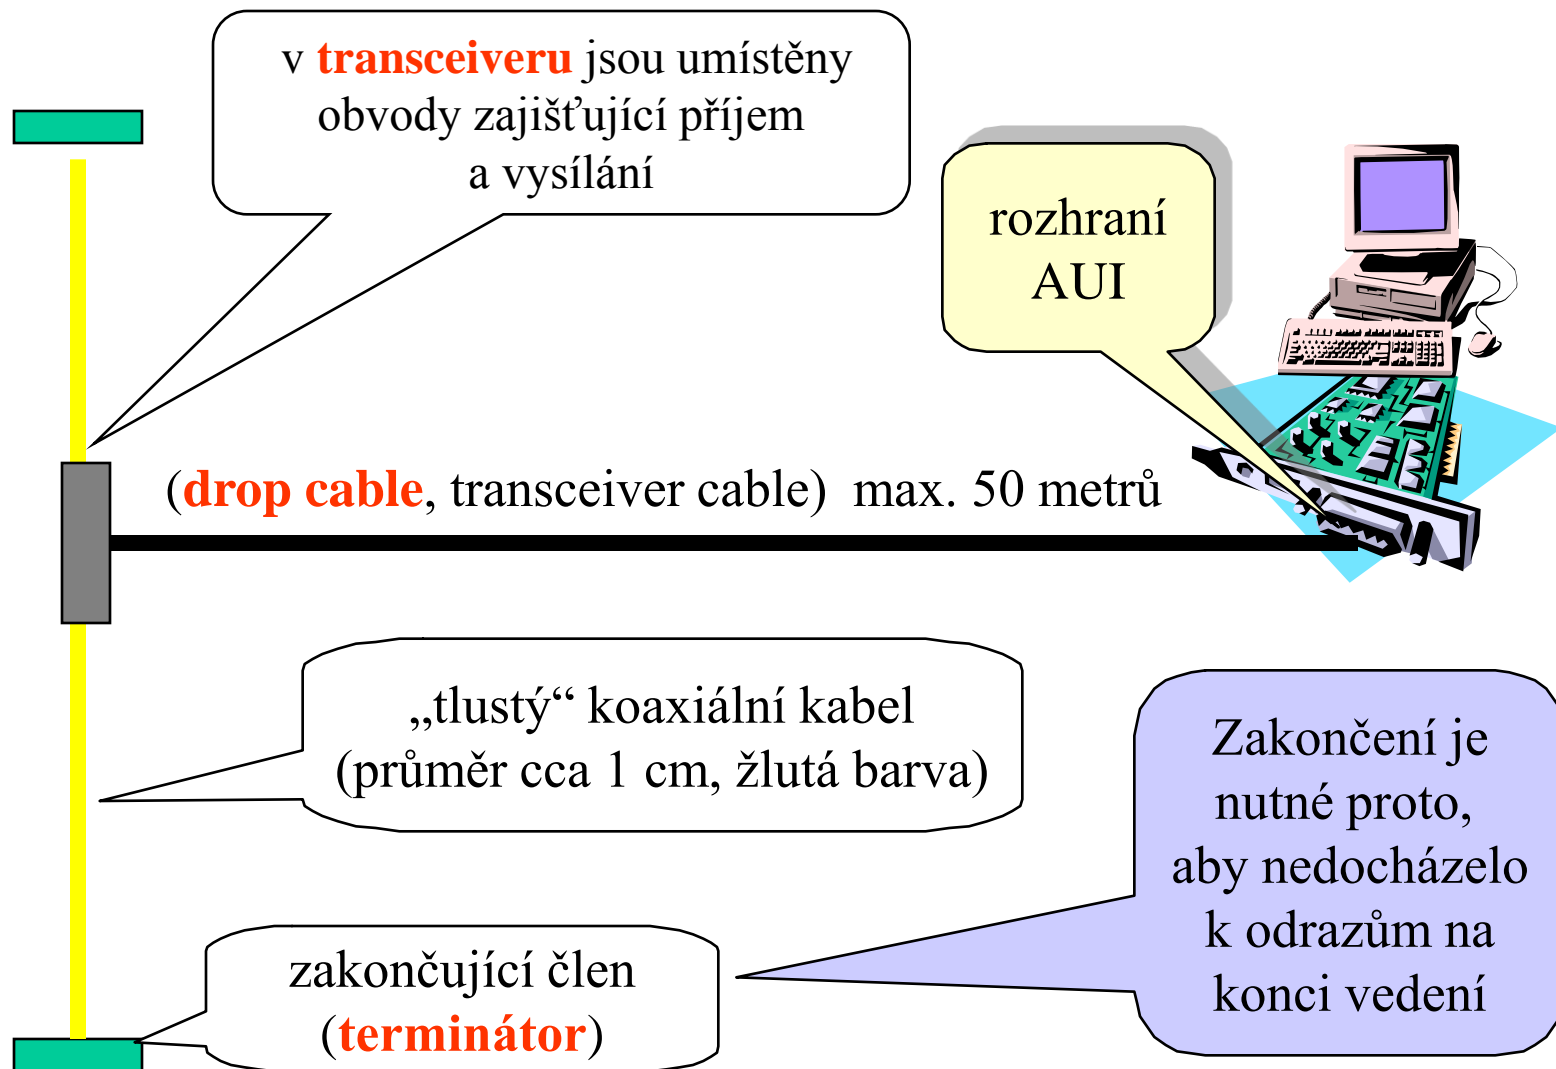 v transceiveru jsou umístěny
obvody zajišťující příjem
a vysílání
rozhraní
AUI
(drop cable, transceiver cable)  max. 50 metrů
„tlustý“ koaxiální kabel
(průměr cca 1 cm, žlutá barva)
Zakončení je
nutné proto,
aby nedocházelo
k odrazům na
konci vedení
zakončující člen
(terminátor)